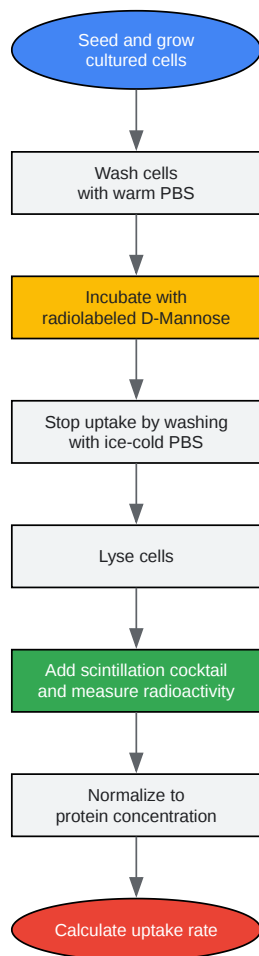 Seed and grow
cultured cells
Wash cells
with warm PBS
Incubate with
radiolabeled D-Mannose
Stop uptake by washing
with ice-cold PBS
Lyse cells
Add scintillation cocktail
and measure radioactivity
Normalize to
protein concentration
Calculate uptake rate